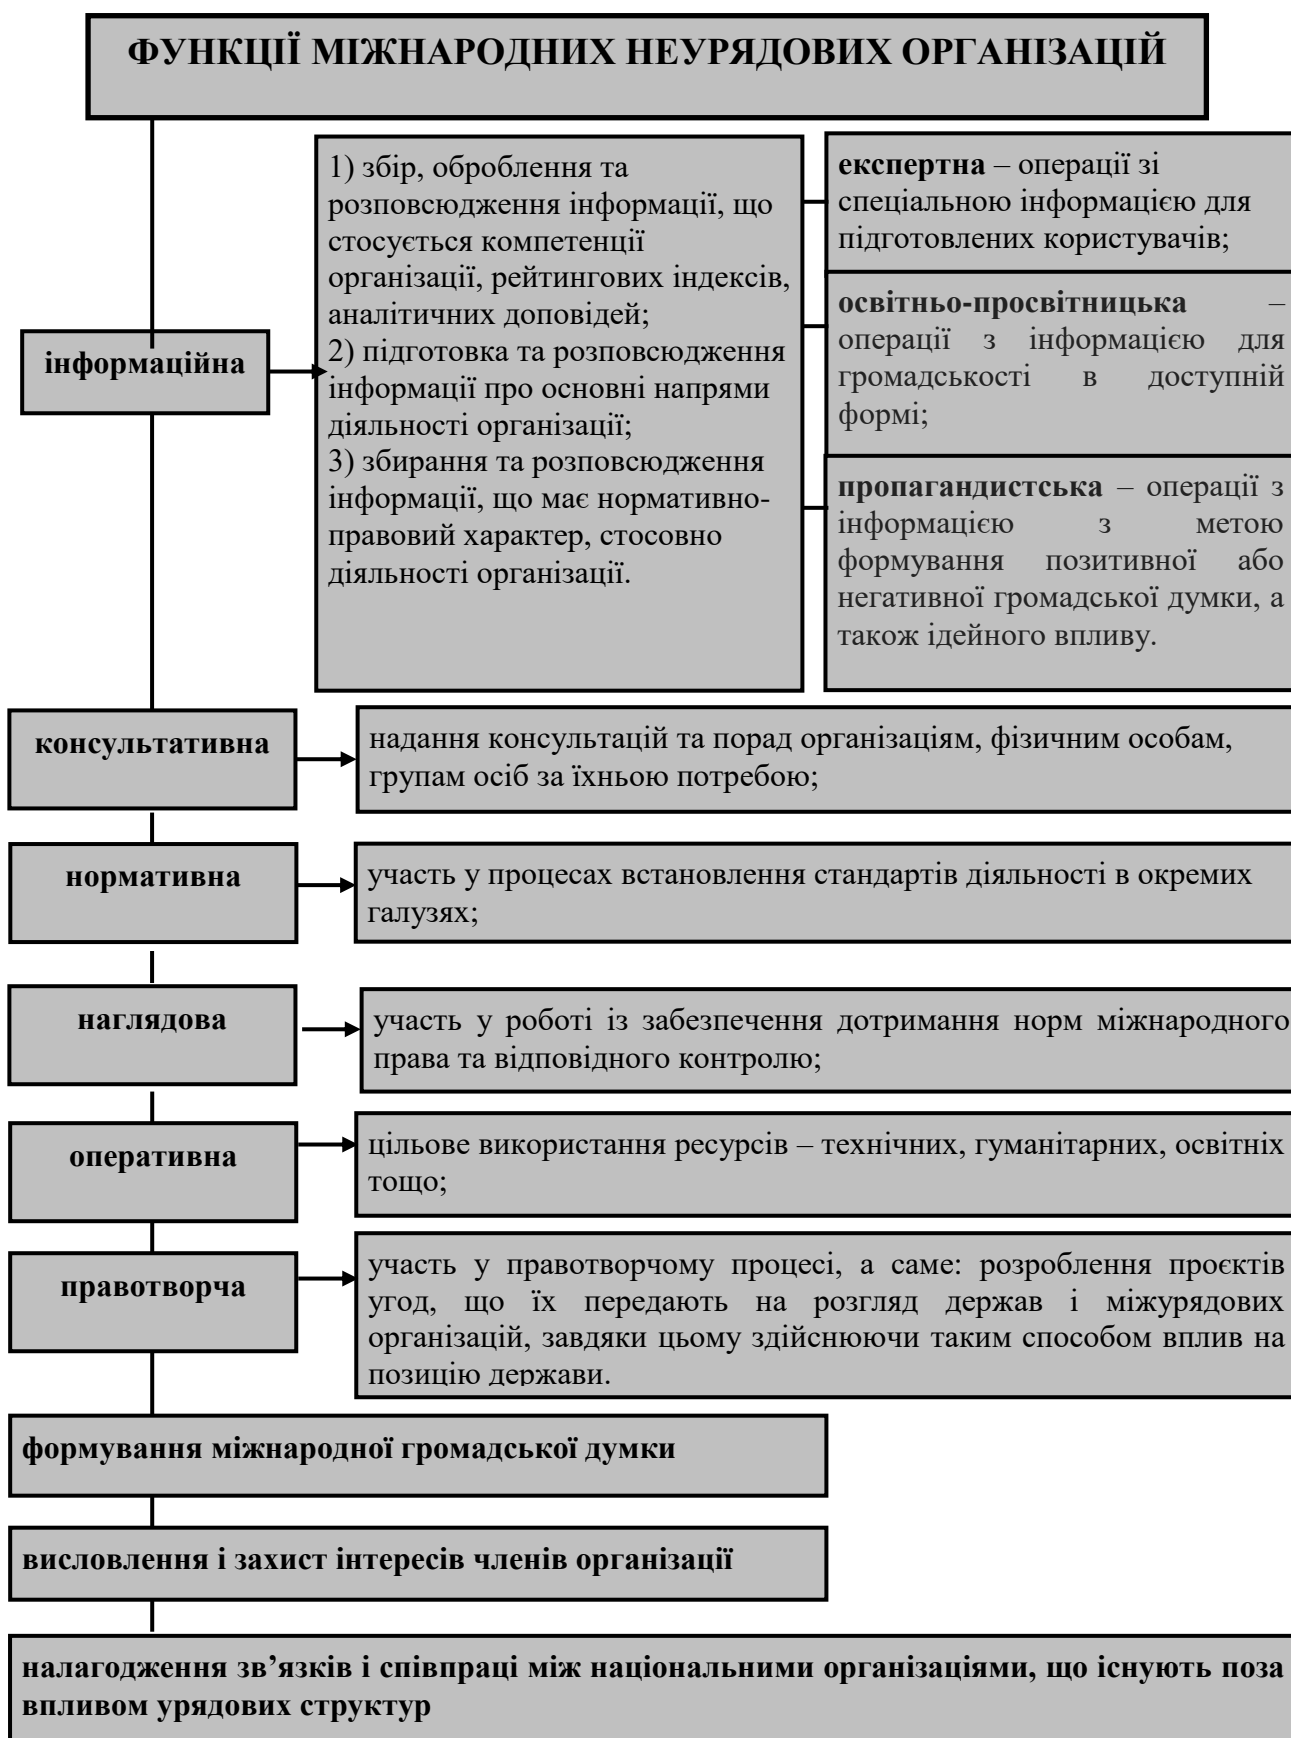 ФУНКЦІЇ МІЖНАРОДНИХ НЕУРЯДОВИХ ОРГАНІЗАЦІЙ
інформаційна
1) збір, оброблення та
розповсюдження інформації, що
стосується компетенції
організації, рейтингових індексів,
аналітичних доповідей;
2) підготовка та розповсюдження
інформації про основні напрями
діяльності організації;
3) збирання та розповсюдження
інформації, що має нормативно-
правовий характер, стосовно
діяльності організації.
експертна – операції зі
спеціальною інформацією для
підготовлених користувачів;
освітньо-просвітницька –
операції з інформацією для
громадськості в доступній
формі;
пропагандистська – операції з
інформацією з метою
формування позитивної або
негативної громадської думки, а
також ідейного впливу.
консультативна
надання консультацій та порад організаціям, фізичним особам,
групам осіб за їхньою потребою;
нормативна
участь у процесах встановлення стандартів діяльності в окремих
галузях;
наглядова
участь у роботі із забезпечення дотримання норм міжнародного
права та відповідного контролю;
оперативна
цільове використання ресурсів – технічних, гуманітарних, освітніх
тощо;
правотворча
участь у правотворчому процесі, а саме: розроблення проєктів
угод, що їх передають на розгляд держав і міжурядових
організацій, завдяки цьому здійснюючи таким способом вплив на
позицію держави.
формування міжнародної громадської думки
висловлення і захист інтересів членів організації
налагодження зв’язків і співпраці між національними організаціями, що існують поза
впливом урядових структур